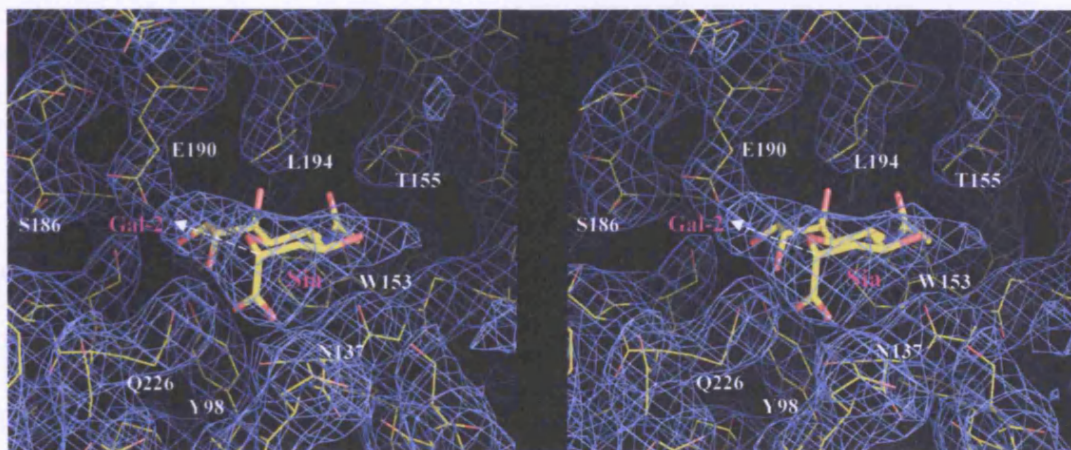 E190
L194
T155
S186
Gal-2
Sia
W153
N137
Q226
Y98
E190
L194
T155
S186
Gal-2
Sia
W153
N137
Q226
Y98